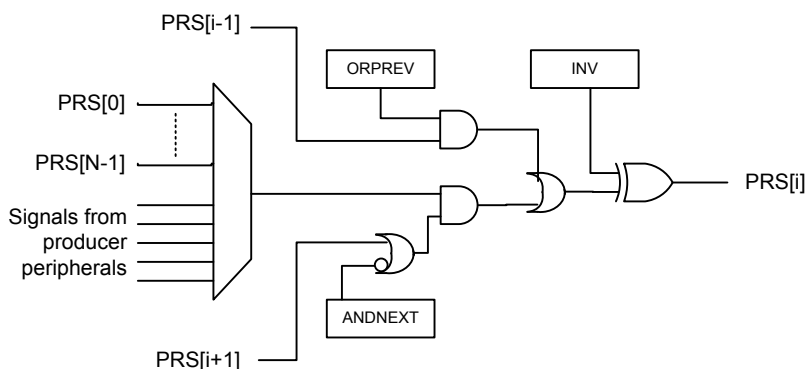 PRS[i-1]
ORPREV
INV
PRS[0]
PRS[N-1]
PRS[i]
Signals from
producer
peripherals
ANDNEXT
PRS[i+1]